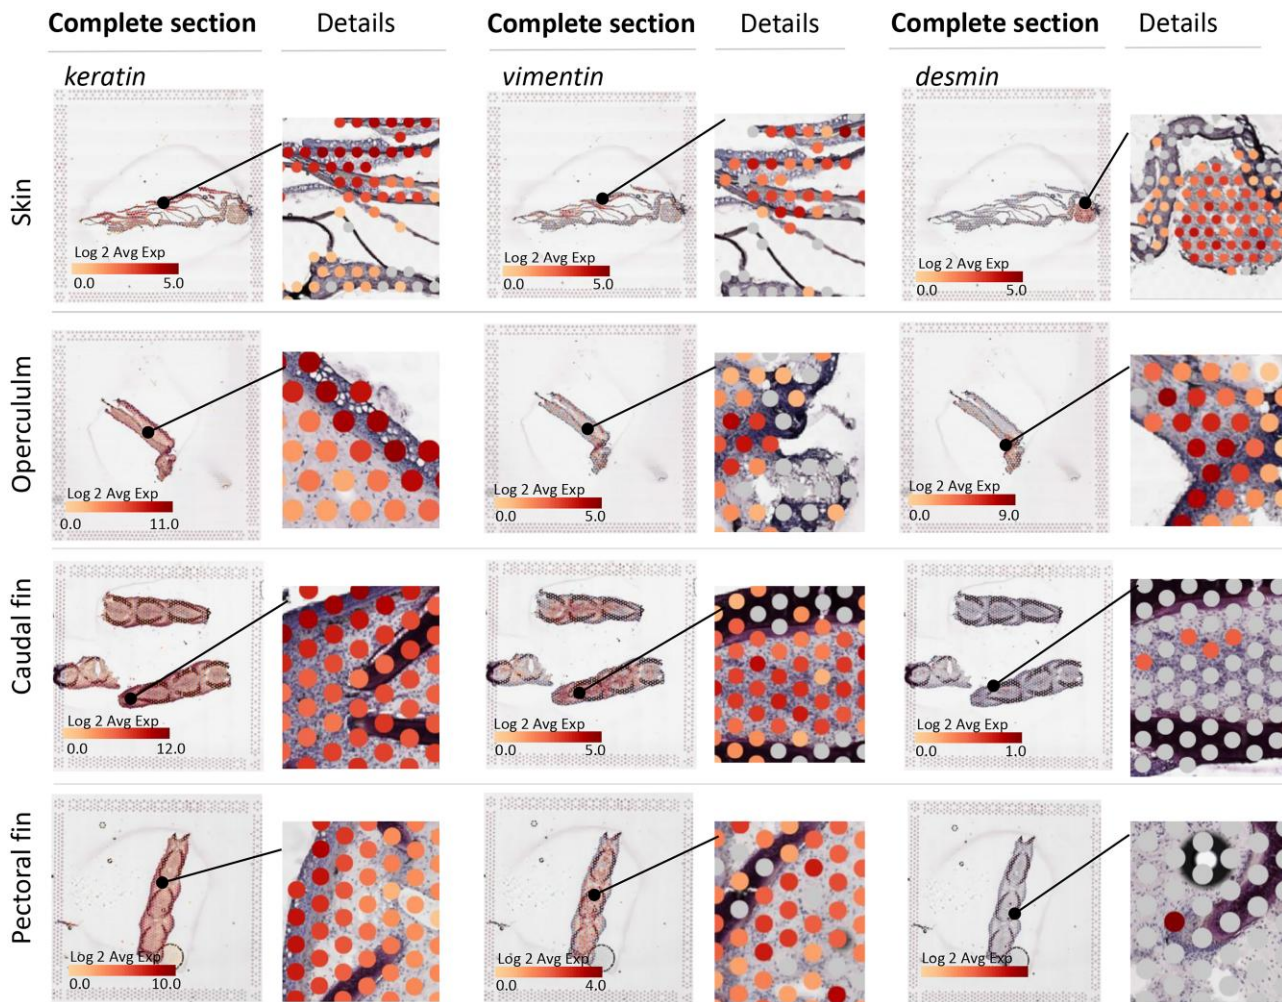 Complete section Details Complete section Details Complete section Details
keratin vimentin desmin
Skin
Log 2 Avg Exp Log 2 Avg Exp Log 2 Avg Exp
0.0 5.0 0.0 5.0 0.0 5.0
Opercululm
Log 2 Avg Exp Log 2 Avg Exp Log 2 Avg Exp
0.0 11.0 0.0 5.0 0.0 9.0
Caudal fin
Log 2 Avg Exp Log 2 Avg Exp Log 2 Avg Exp
0.0 12.0 0.0 5.0 0.0 1.0
Pectoral fin
Log 2 Avg Exp Log 2 Avg Exp Log 2 Avg Exp
0.0 10.0 0.0 4.0